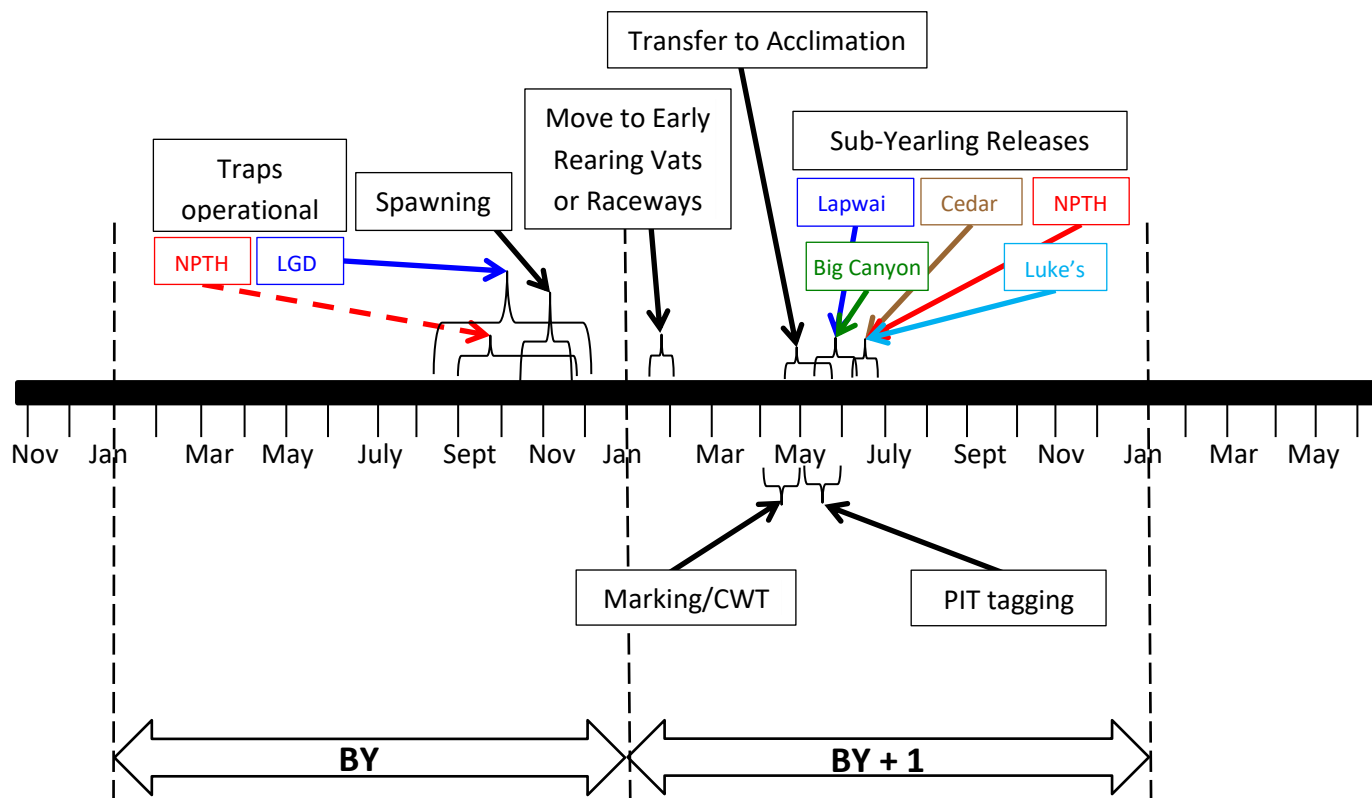 Transfer to Acclimation
Move to Early
Rearing Vats
or Raceways
Sub-Yearling Releases
Traps
operational
Spawning
Lapwai
Cedar
NPTH
NPTH
LGD
Big Canyon
Luke's
Nov
Jan
Mar
May
July
Sept
Nov
Jan
Mar
May
July
Sept
Nov
Jan
Mar
May
Marking/CWT
PIT tagging
BY
BY + 1